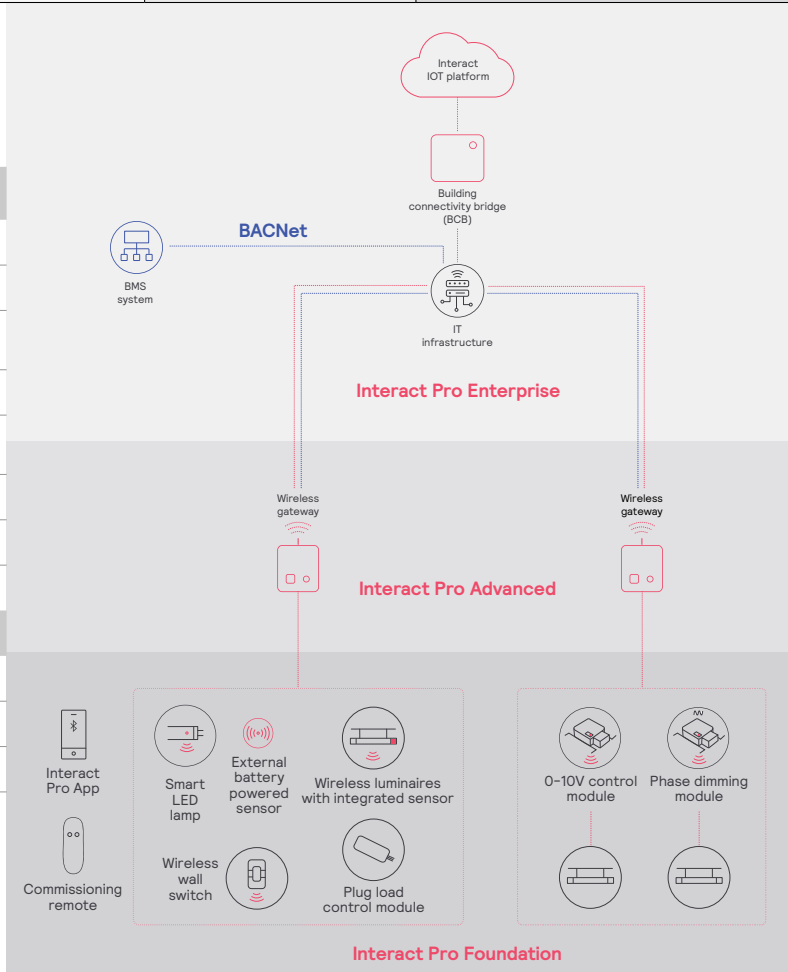 Interact
IOT platform
Building
connectivity bridge
(BCB)
BACNet
BMS
system
IT
infrastructure
Interact Pro Enterprise
Wireless
gateway
Wireless
gateway
Interact Pro Advanced
Interact
Pro App
Smart
LED
lamp
External
battery
powered
sensor
Wireless luminaires
with integrated sensor
0-10V control
module
Phase dimming
module
Commissioning
remote
Wireless
wall
switch
Plug load
control module
Interact Pro Foundation